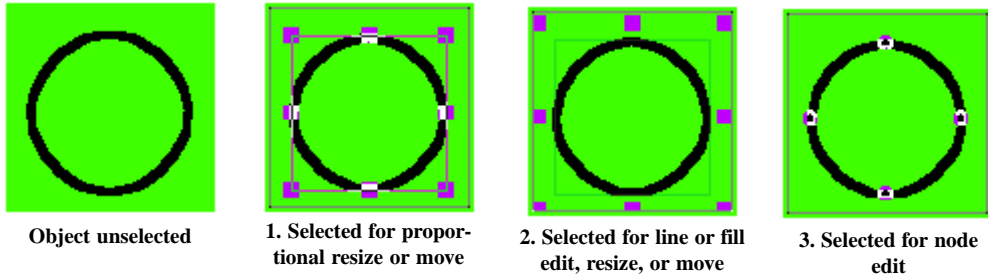 Object unselected
1. Selected for propor-
tional resize or move
2. Selected for line or fill
edit, resize, or move
3. Selected for node
edit